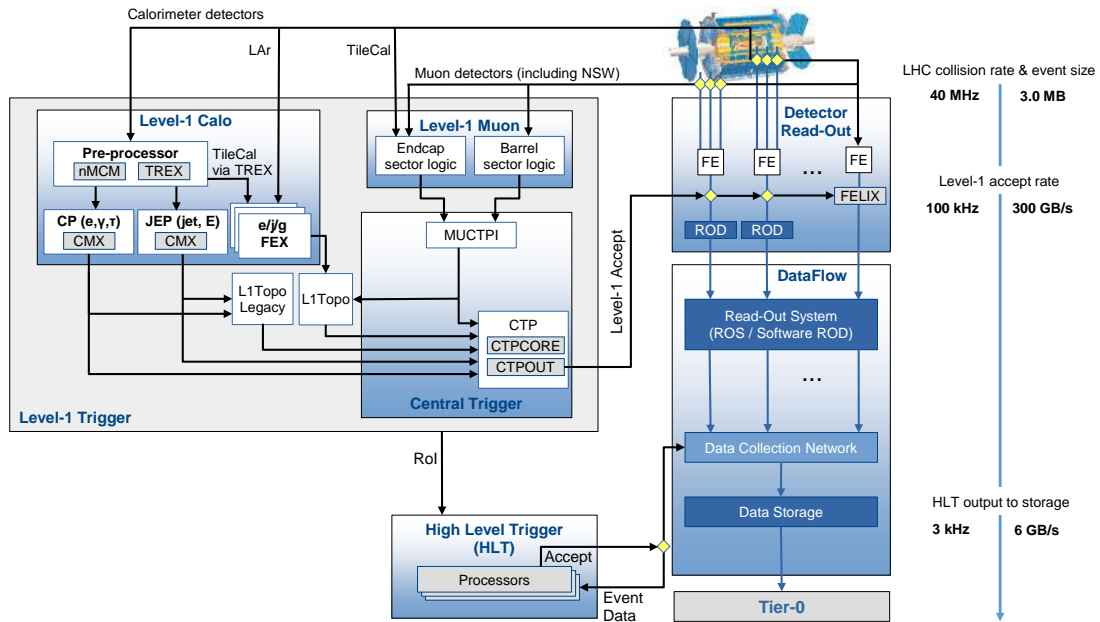 Calorimeter detectors
LAr
TileCal
Muon detectors (including NSW)
LHC collision rate & event size
40 MHz 3.0 MB
Level-1 Calo
Pre-processor
nMCM TREX
TileCal
via TREX
CP (e,γ,τ)
CMX
JEP (jet, E)
CMX
e/j/g
FEX
Level-1 Muon
Endcap
sector logic
Barrel
sector logic
MUCTPI
L1Topo
Legacy
L1Topo
CTP
CTPCORE
CTPOUT
Central Trigger
Level-1 Trigger
Level-1 Accept
Detector
Read-Out
FE FE ... FE
FELIX
ROD ROD
Level-1 accept rate
100 kHz 300 GB/s
DataFlow
Read-Out System
(ROS / Software ROD)
...
Data Collection Network
Data Storage
RoI
High Level Trigger
(HLT)
Accept
Processors
Event
Data
HLT output to storage
3 kHz 6 GB/s
Tier-0